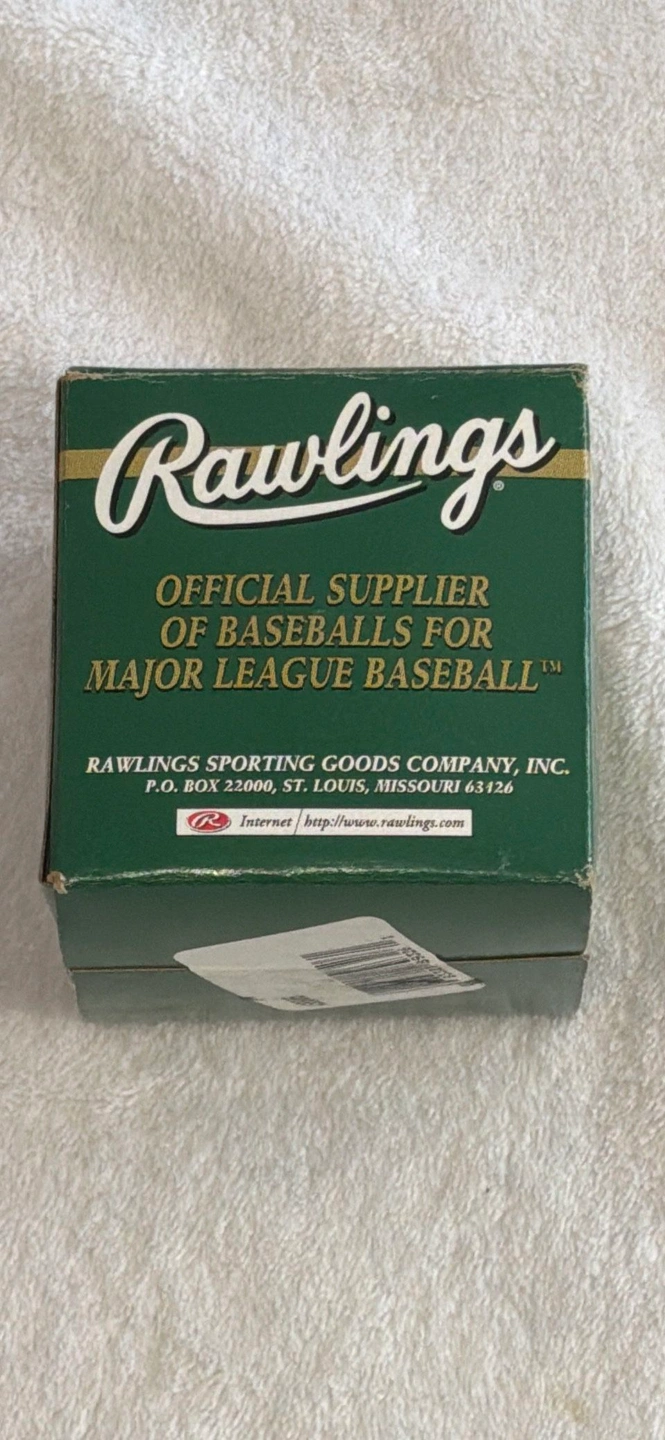 Rawlings®
OFFICIAL SUPPLIER
OF BASEBALLS FOR
MAJOR LEAGUE BASEBALL™
RAWLINGS SPORTING GOODS COMPANY, INC.
P.O. BOX 22000, ST. LOUIS, MISSOURI 63126
R Internet http://www.rawlings.com